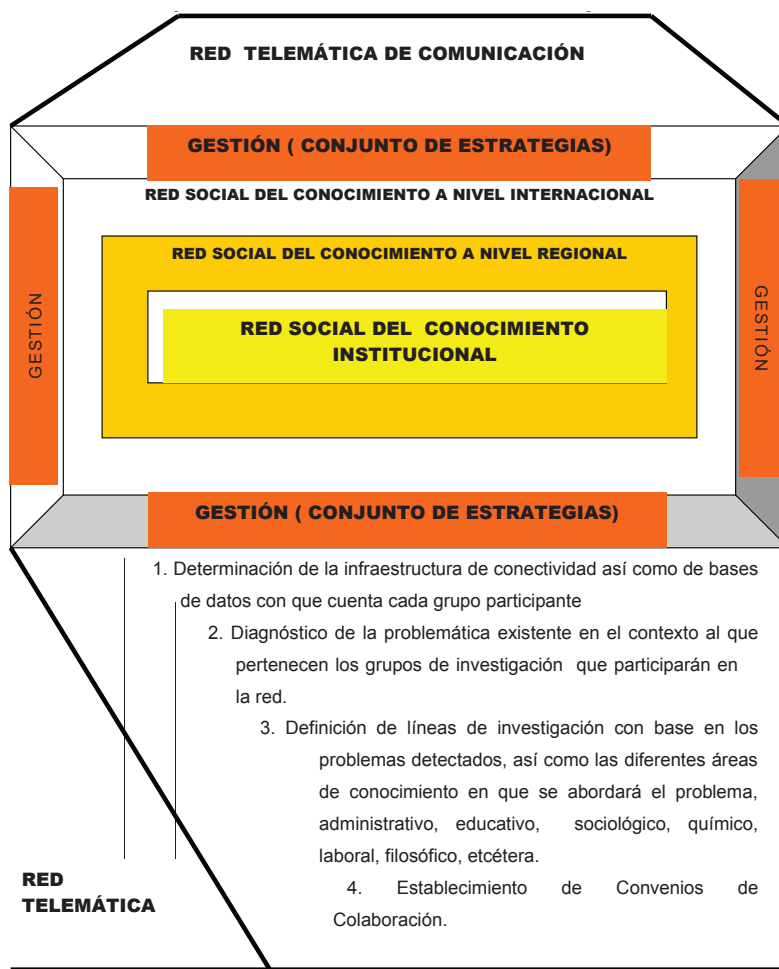 RED TELEMÁTICA DE COMUNICACIÓN
GESTIÓN ( CONJUNTO DE ESTRATEGIAS)
RED SOCIAL DEL CONOCIMIENTO A NIVEL INTERNACIONAL
RED SOCIAL DEL CONOCIMIENTO A NIVEL REGIONAL
GESTIÓN
RED SOCIAL DEL CONOCIMIENTO
INSTITUCIONAL
GESTIÓN
GESTIÓN ( CONJUNTO DE ESTRATEGIAS)
1. Determinación de la infraestructura de conectividad así como de bases
de datos con que cuenta cada grupo participante
2. Diagnóstico de la problemática existente en el contexto al que
pertenecen los grupos de investigación que participarán en
la red.
3. Definición de líneas de investigación con base en los
problemas detectados, así como las diferentes áreas
de conocimiento en que se abordará el problema,
administrativo, educativo, sociológico, químico,
laboral, filosófico, etcétera.
4. Establecimiento de Convenios de
Colaboración.
RED
TELEMÁTICA